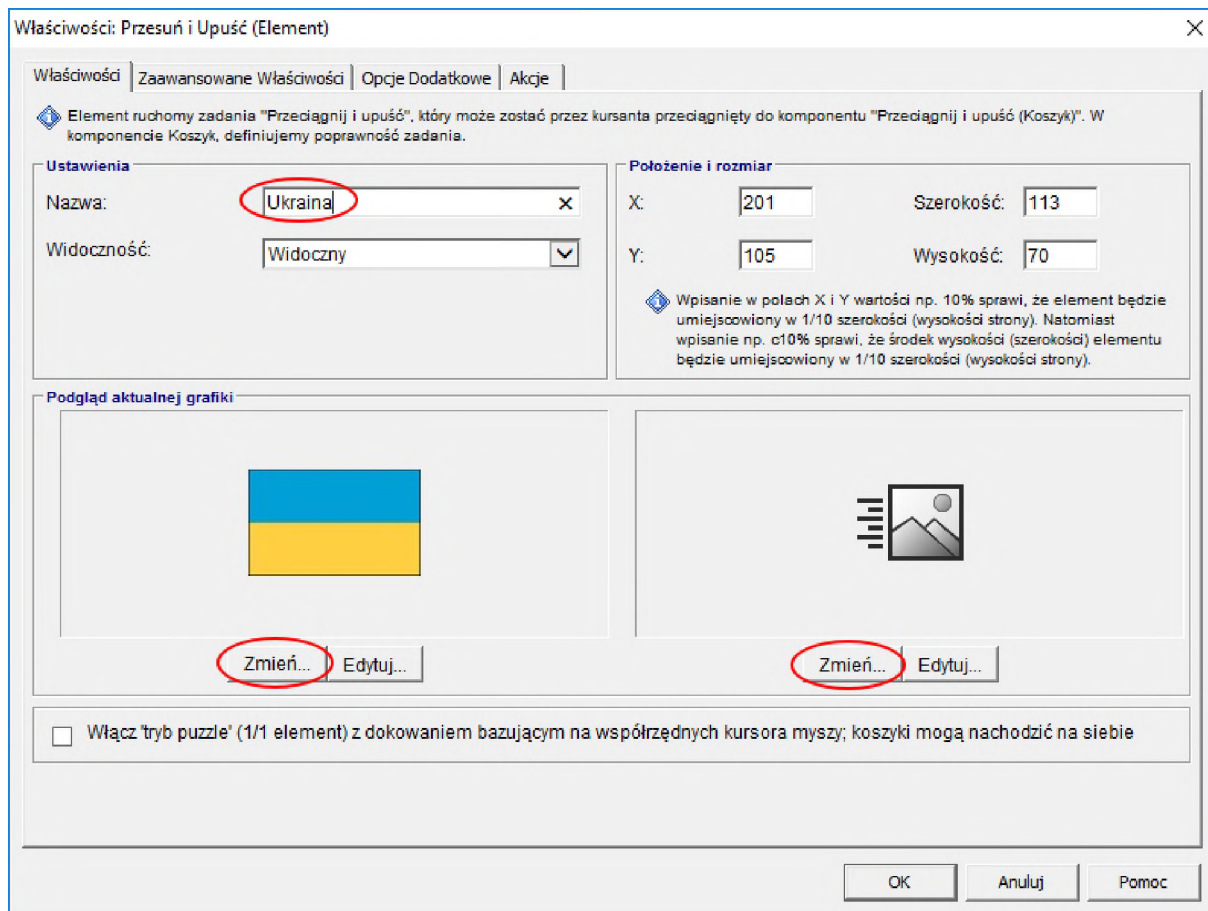 Właściwości: Przesuń i Upuść (Element)
Właściwości Zaawansowane Właściwości Opcje Dodatkowe Akcje
Element ruchomy zadania "Przeciągnij i upuść", który może zostać przez kursanta przeciągnięty do komponentu "Przeciągnij i upuść (Koszyk)". W
komponencie Koszyk, definiujemy poprawność zadania.
Ustawienia
Nazwa: Ukraina
Widoczność: Widoczny
Położenie i rozmiar
X: 201 Szerokość: 113
Y: 105 Wysokość: 70
Wpisanie w polach X i Y wartości np. 10% sprawi, że element będzie
umiejscowiony w 1/10 szerokości (wysokości strony). Natomiast
wpisanie np. c10% sprawi, że środek wysokości (szerokości) elementu
będzie umiejscowiony w 1/10 szerokości (wysokości strony).
Podgląd aktualnej grafiki
Zmień... Edytuj... Zmień... Edytuj...
Włącz 'tryb puzzle' (1/1 element) z dokowaniem bazującym na współrzędnych kursora myszy; koszyki mogą nachodzić na siebie
OK Anuluj Pomoc